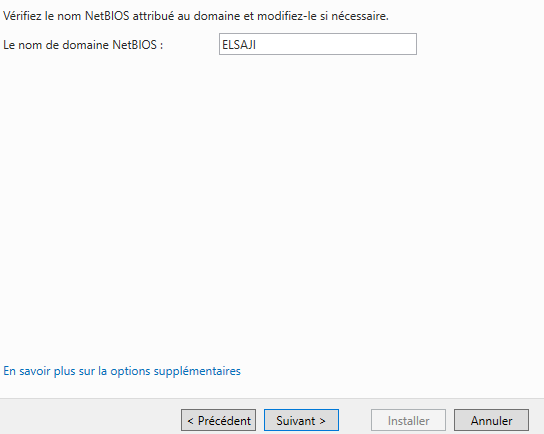 Vérifiez le nom NetBIOS attribué au domaine et modifiez-le si nécessaire.
Le nom de domaine NetBIOS : ELSAJI
En savoir plus sur la options supplémentaires
< Précédent Suivant > Installer Annuler